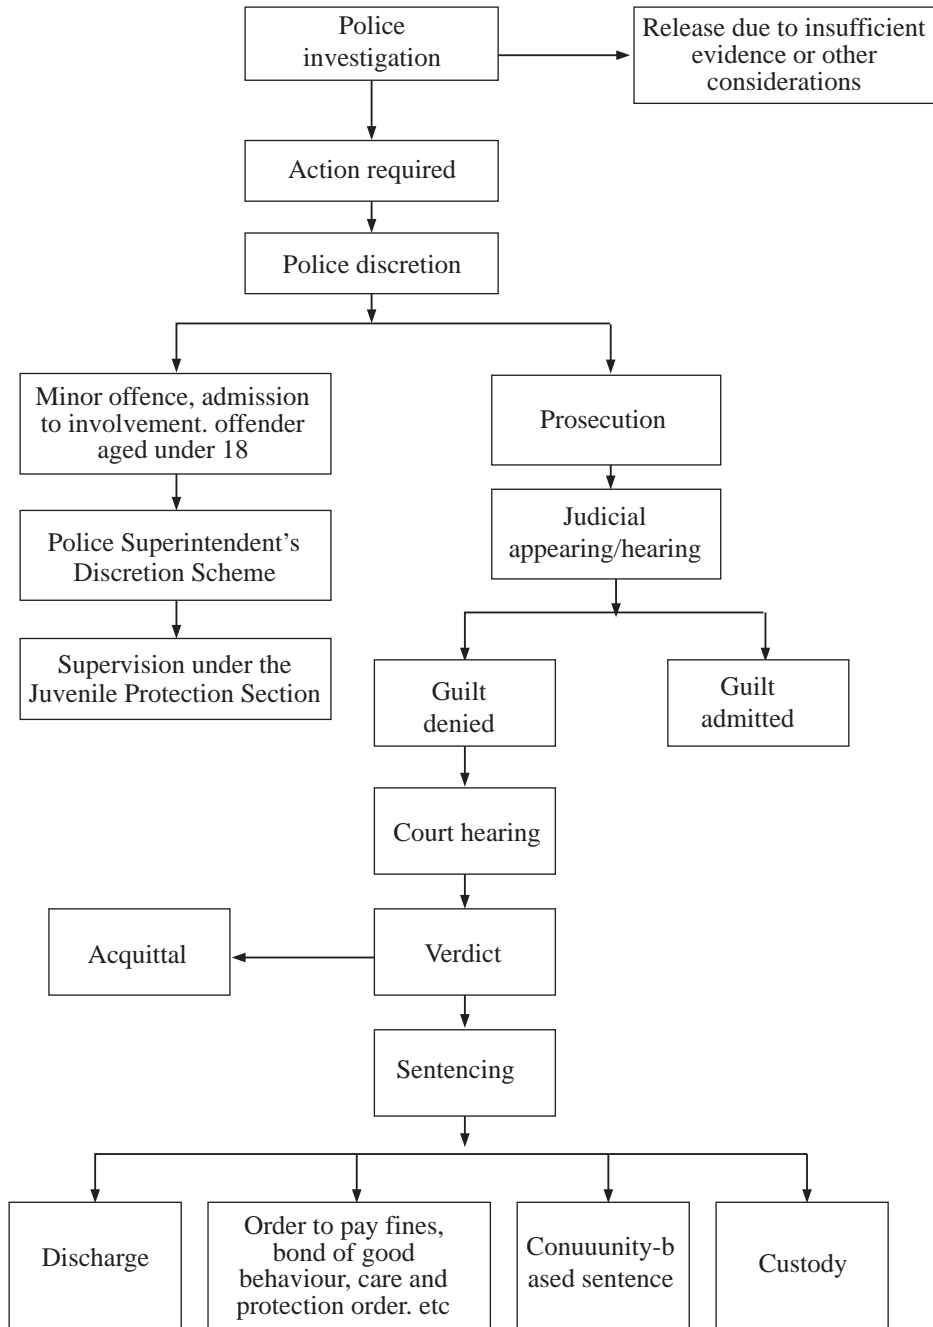 Police
investigation
Release due to insufficient
evidence or other
considerations
Action required
Police discretion
Minor offence, admission
to involvement. offender
aged under 18
Prosecution
Police Superintendent's
Discretion Scheme
Judicial
appearing/hearing
Supervision under the
Juvenile Protection Section
Guilt
denied
Guilt
admitted
Court hearing
Acquittal
Verdict
Sentencing
Discharge
Order to pay fines,
bond of good
behaviour, care and
protection order. etc
Conuuunity-b
ased sentence
Custody